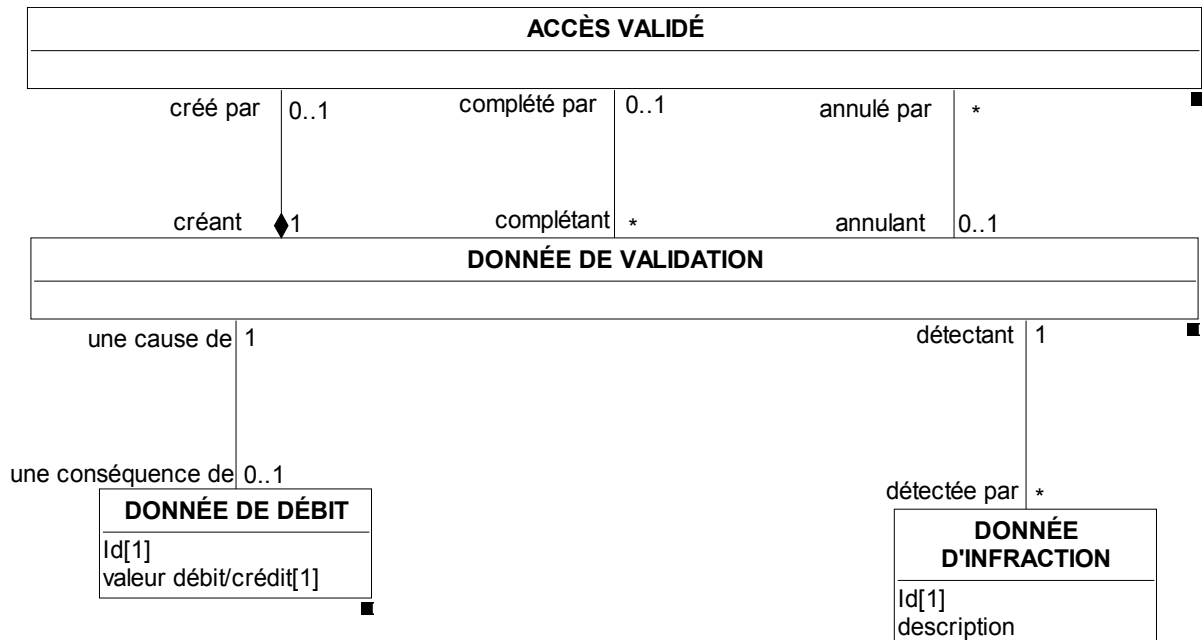 ACCÈS VALIDÉ
créé par 0..1 complété par 0..1 annulé par *
créant 1 complétant * annulant 0..1
DONNÉE DE VALIDATION
une cause de 1 détectant 1
une conséquence de 0..1
détectée par *
DONNÉE DE DÉBIT
Id[1]
valeur débit/crédit[1]
DONNÉE
D'INFRACTION
Id[1]
description